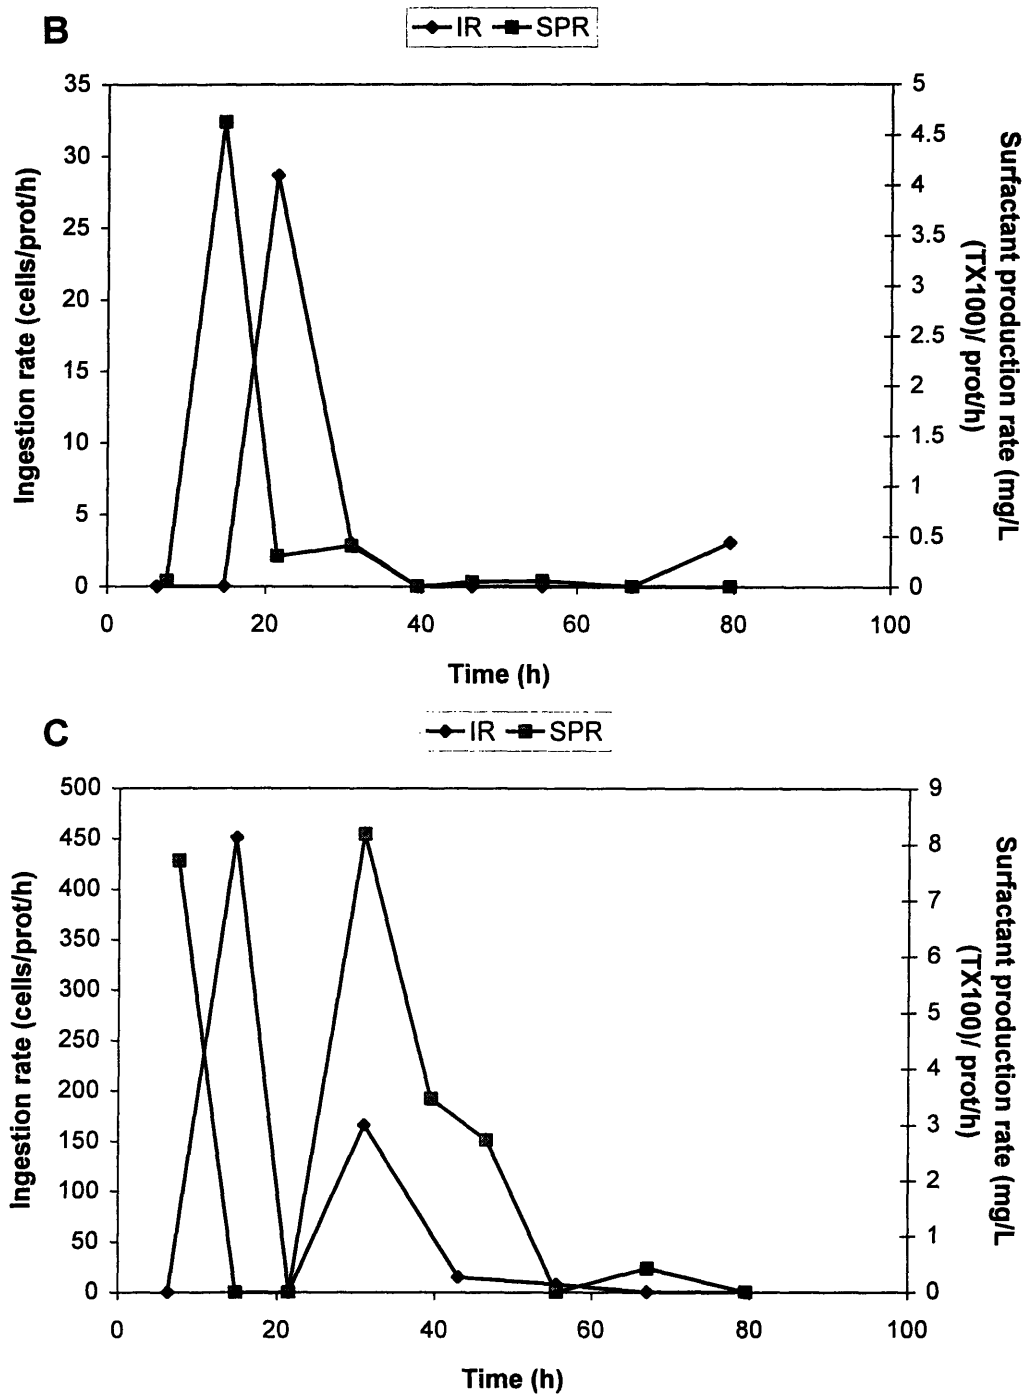 B
IR SPR
35
30
25
20
15
10
5
0
5
4.5
4
3.5
3
2.5
2
1.5
1
0.5
0
0 20 40 60 80 100
Ingestion rate (cells/prot/h)
Surfactant production rate (mg/L
(TX100)/ prot/h)
Time (h)
C
IR SPR
500
450
400
350
300
250
200
150
100
50
0
9
8
7
6
5
4
3
2
1
0
0 20 40 60 80 100
Ingestion rate (cells/prot/h)
Surfactant production rate (mg/L
(TX100)/ prot/h)
Time (h)